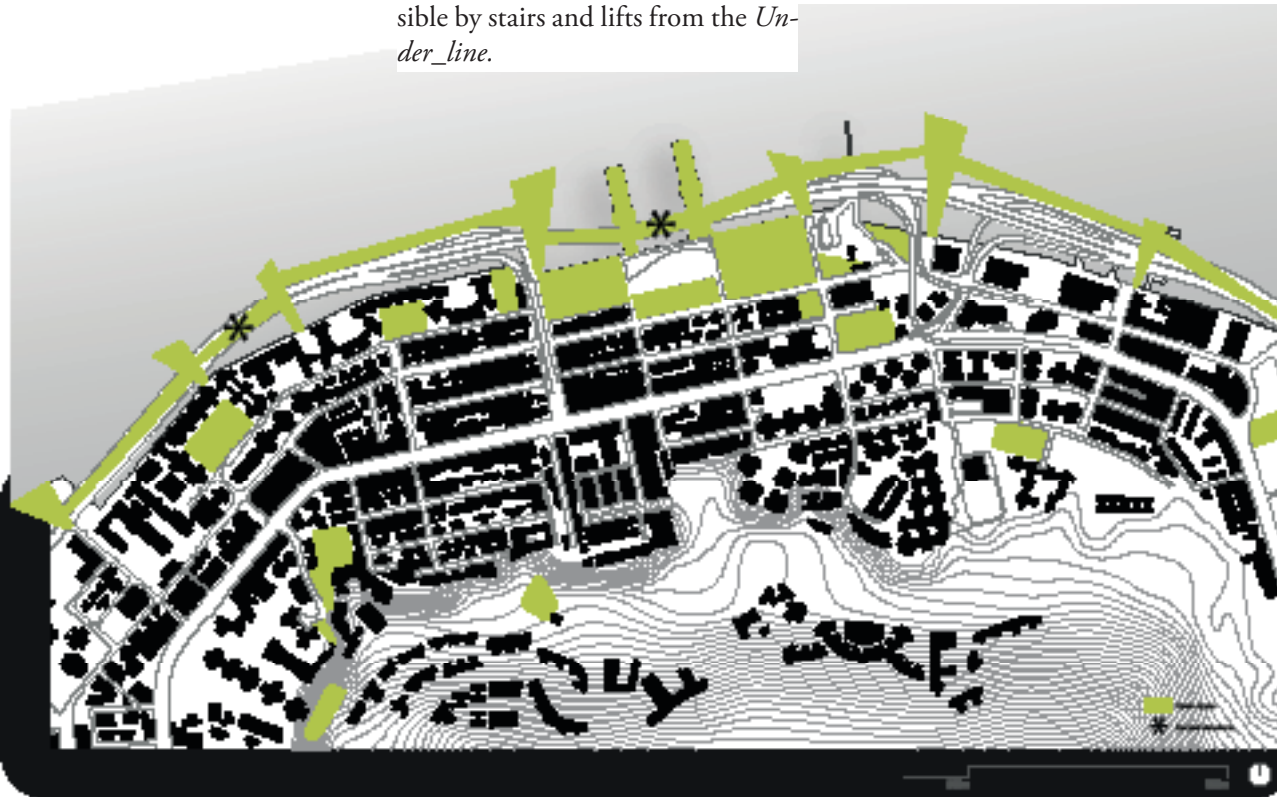 sible by stairs and lifts from the Un-
der_line.